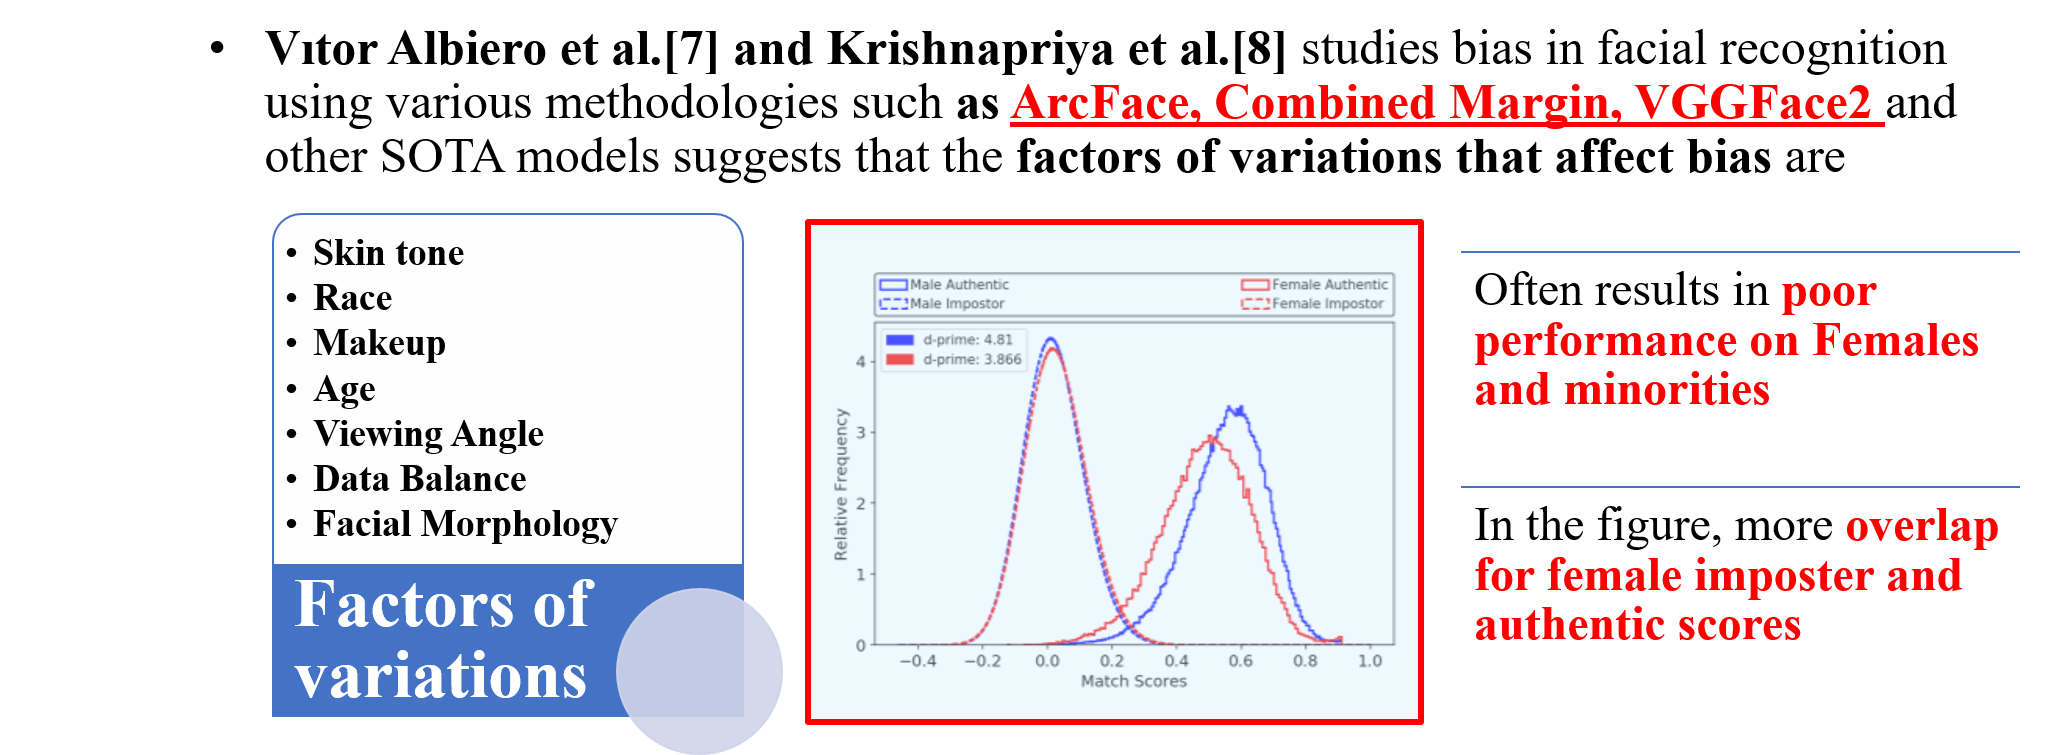 • Vıtor Albiero et al.[7] and Krishnapriya et al.[8] studies bias in facial recognition
using various methodologies such as ArcFace, Combined Margin, VGGFace2 and
other SOTA models suggests that the factors of variations that affect bias are
• Skin tone
• Race
• Makeup
• Age
• Viewing Angle
• Data Balance
• Facial Morphology
Factors of
variations
Male Authentic
Male Impostor
Female Authentic
Female Impostor
d-prime: 4.81
d-prime: 3.866
Relative Frequency
4
3
2
1
0
−0.4 −0.2 0.0 0.2 0.4 0.6 0.8 1.0
Match Scores
Often results in poor
performance on Females
and minorities
In the figure, more overlap
for female imposter and
authentic scores